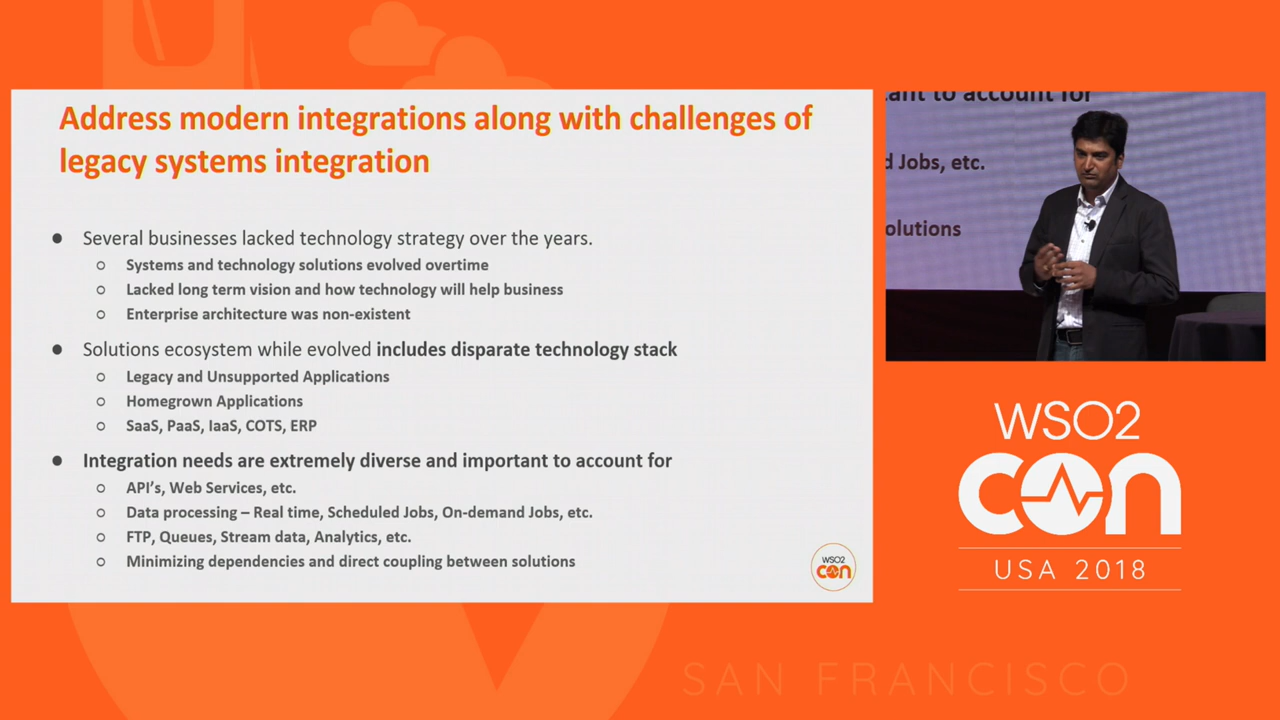 Address modern integrations along with challenges of
legacy systems integration
● Several businesses lacked technology strategy over the years.
○ Systems and technology solutions evolved overtime
○ Lacked long term vision and how technology will help business
○ Enterprise architecture was non-existent
● Solutions ecosystem while evolved includes disparate technology stack
○ Legacy and Unsupported Applications
○ Homegrown Applications
○ SaaS, PaaS, IaaS, COTS, ERP
● Integration needs are extremely diverse and important to account for
○ API's, Web Services, etc.
○ Data processing – Real time, Scheduled Jobs, On-demand Jobs, etc.
○ FTP, Queues, Stream data, Analytics, etc.
○ Minimizing dependencies and direct coupling between solutions
WSO2
con
ant to account for
d Jobs, etc.
olutions
WSO2
con
USA 2018
SAN FRANCISCO